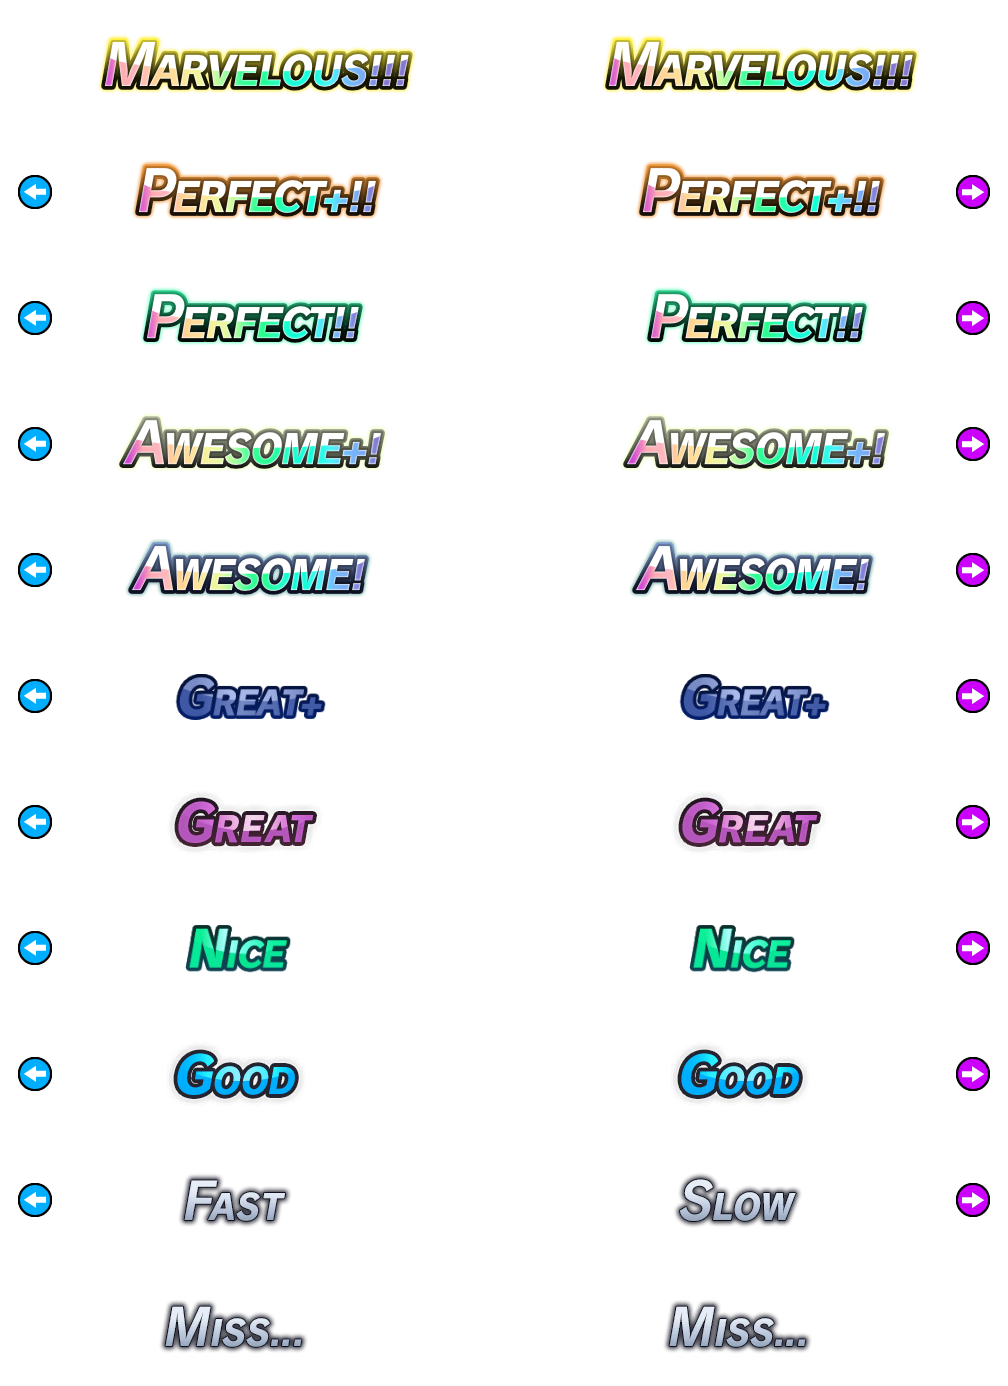 MARVELOUS!!! MARVELOUS!!!
PERFECT+!! PERFECT+!!
PERFECT!! PERFECT!!
AWESOME+! AWESOME+!
AWESOME! AWESOME!
GREAT+ GREAT+
GREAT GREAT
NICE NICE
GOOD GOOD
FAST SLOW
MISS... MISS...